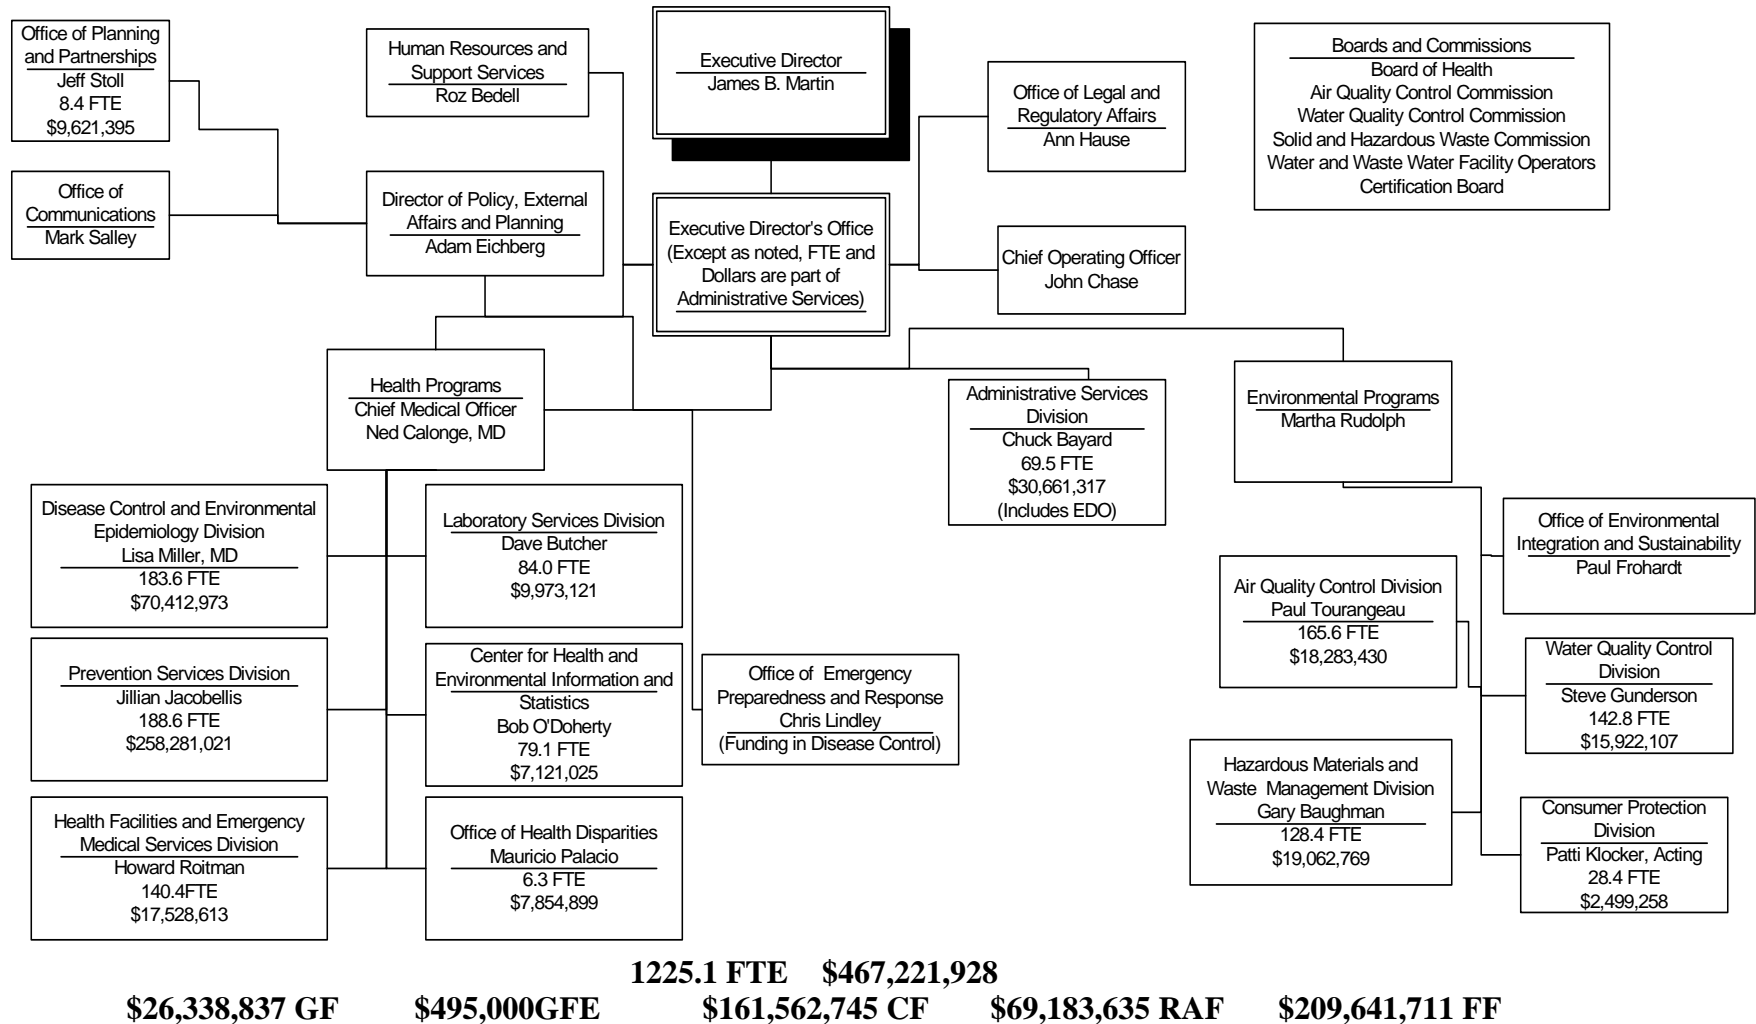 Office of Planning
and Partnerships
Jeff Stoll
8.4 FTE
$9,621,395
Human Resources and
Support Services
Roz Bedell
Executive Director
James B. Martin
Office of Legal and
Regulatory Affairs
Ann Hause
Boards and Commissions
Board of Health
Air Quality Control Commission
Water Quality Control Commission
Solid and Hazardous Waste Commission
Water and Waste Water Facility Operators
Certification Board
Office of
Communications
Mark Salley
Director of Policy, External
Affairs and Planning
Adam Eichberg
Executive Director's Office
(Except as noted, FTE and
Dollars are part of
Administrative Services)
Chief Operating Officer
John Chase
Health Programs
Chief Medical Officer
Ned Calonge, MD
Administrative Services
Division
Chuck Bayard
69.5 FTE
$30,661,317
(Includes EDO)
Environmental Programs
Martha Rudolph
Disease Control and Environmental
Epidemiology Division
Lisa Miller, MD
183.6 FTE
$70,412,973
Laboratory Services Division
Dave Butcher
84.0 FTE
$9,973,121
Office of Environmental
Integration and Sustainability
Paul Frohardt
Air Quality Control Division
Paul Tourangeau
165.6 FTE
$18,283,430
Prevention Services Division
Jillian Jacobellis
188.6 FTE
$258,281,021
Center for Health and
Environmental Information and
Statistics
Bob O'Doherty
79.1 FTE
$7,121,025
Office of Emergency
Preparedness and Response
Chris Lindley
(Funding in Disease Control)
Water Quality Control
Division
Steve Gunderson
142.8 FTE
$15,922,107
Hazardous Materials and
Waste Management Division
Gary Baughman
128.4 FTE
$19,062,769
Health Facilities and Emergency
Medical Services Division
Howard Roitman
140.4FTE
$17,528,613
Office of Health Disparities
Mauricio Palacio
6.3 FTE
$7,854,899
Consumer Protection
Division
Patti Klocker, Acting
28.4 FTE
$2,499,258
1225.1 FTE $467,221,928
$26,338,837 GF $495,000GFE $161,562,745 CF $69,183,635 RAF $209,641,711 FF